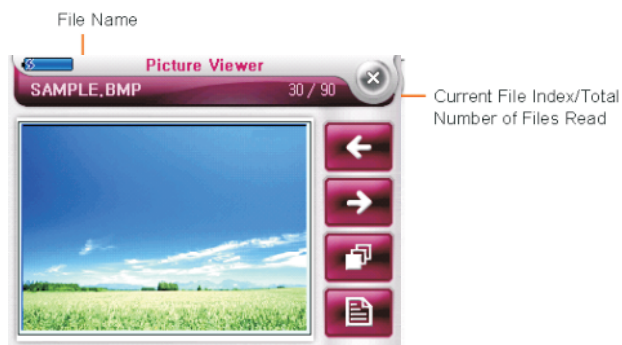 File Name
Picture Viewer
SAMPLE.BMP 30 / 90
Current File Index/Total
Number of Files Read